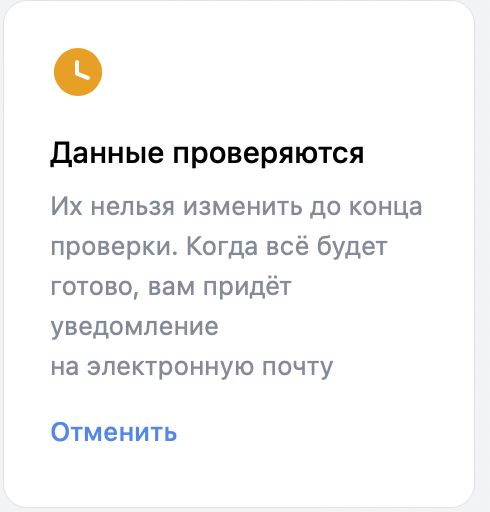 Данные проверяются
Их нельзя изменить до конца
проверки. Когда всё будет
готово, вам придёт
уведомление
на электронную почту
Отменить